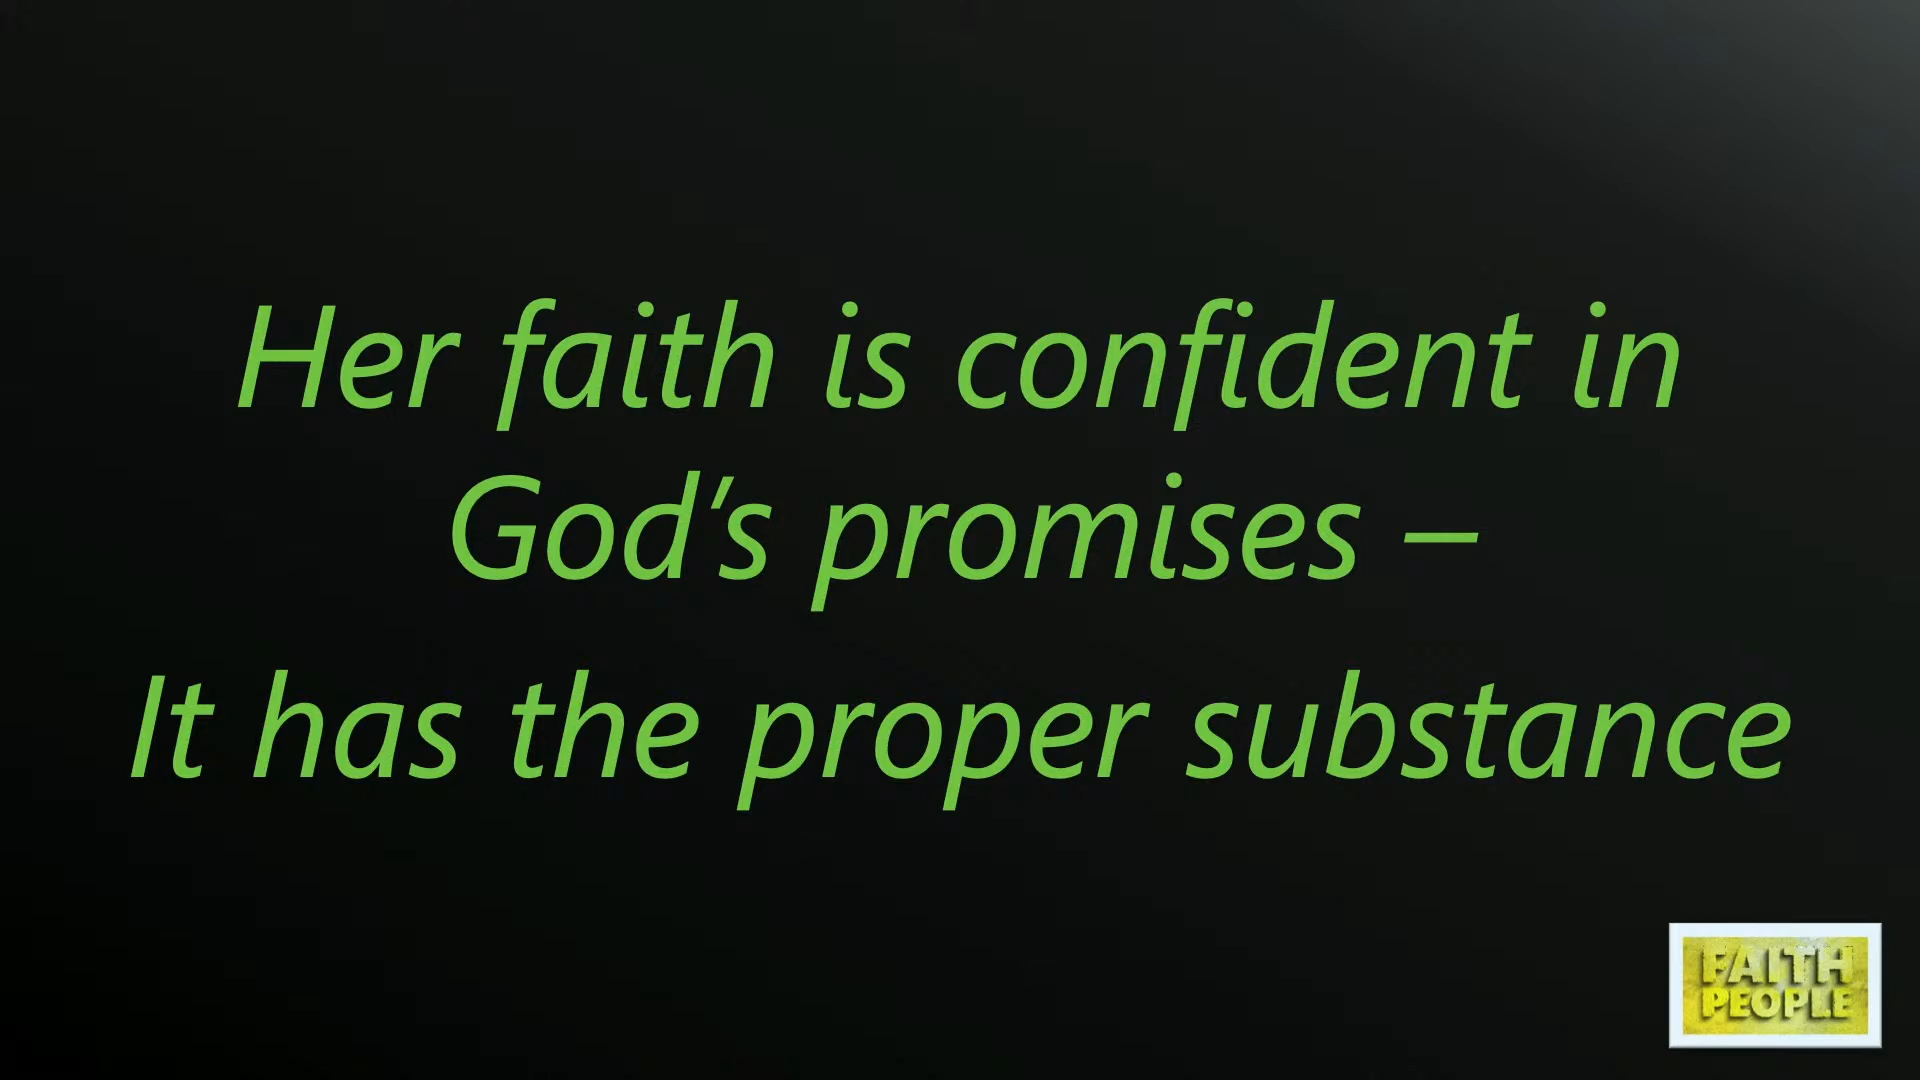 Her faith is confident in
God’s promises –
It has the proper substance
FAITH
PEOPLE